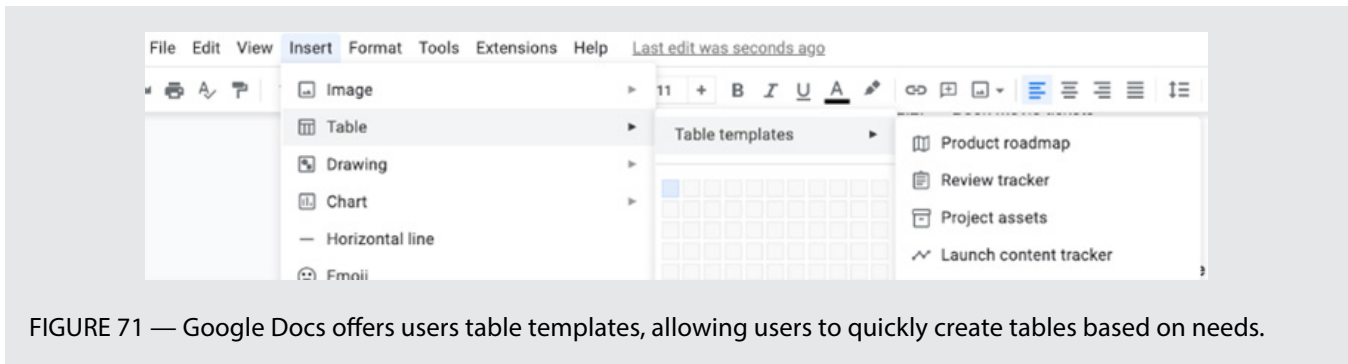 File Edit View Insert Format Tools Extensions Help Last edit was seconds ago
11 + B I U A
Image
Table
Table templates
Product roadmap
Drawing
Review tracker
Chart
Project assets
Horizontal line
Launch content tracker
Emoji
FIGURE 71 — Google Docs offers users table templates, allowing users to quickly create tables based on needs.